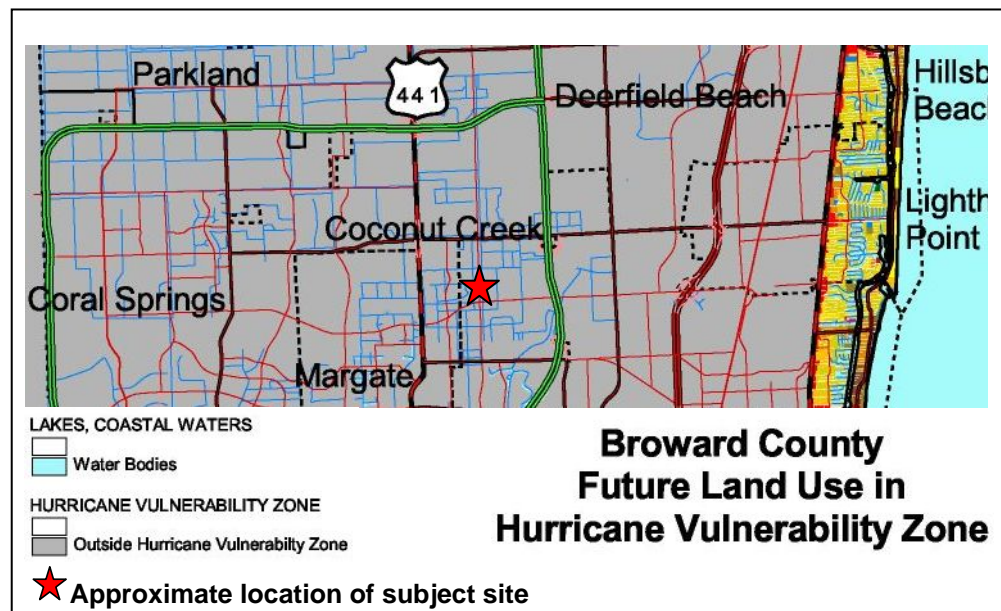 Parkland
441
Deerfield Beach
Hillsb
Beach
Lighth
Point
Coconut Creek
Coral Springs
Margate
LAKES, COASTAL WATERS
Water Bodies
HURRICANE VULNERABILITY ZONE
Outside Hurricane Vulnerabilty Zone
Broward County
Future Land Use in
Hurricane Vulnerability Zone
Approximate location of subject site